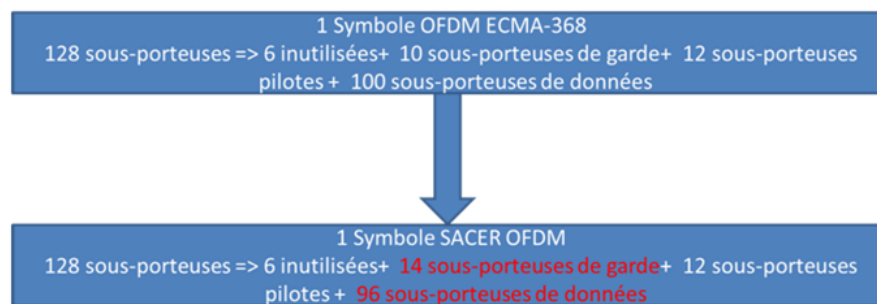 1 Symbole OFDM ECMA-368
128 sous-porteuses => 6 inutilisées+ 10 sous-porteuses de garde+ 12 sous-porteuses
pilotes + 100 sous-porteuses de données
1 Symbole SACER OFDM
128 sous-porteuses => 6 inutilisées+ 14 sous-porteuses de garde+ 12 sous-porteuses
pilotes + 96 sous-porteuses de données